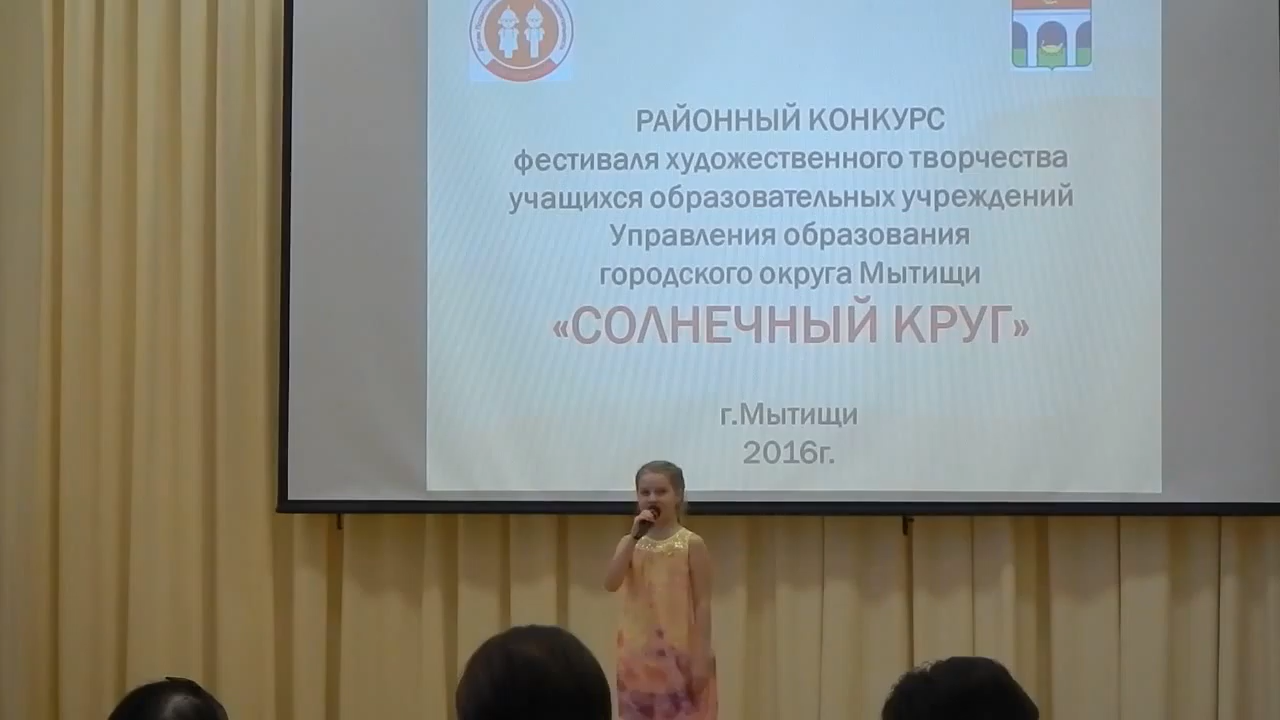 РАЙОННЫЙ КОНКУРС
фестиваля художественного творчества
учащихся образовательных учреждений
Управления образования
городского округа Мытищи
«СОЛНЕЧНЫЙ КРУГ»
г.Мытищи
2016г.